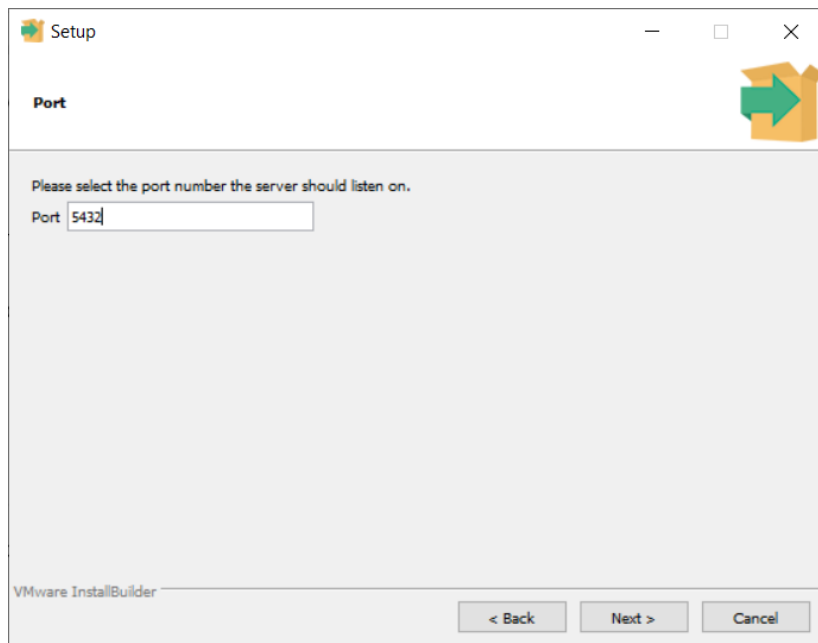 Setup
Port
Please select the port number the server should listen on.
Port 5432
VMware InstallBuilder
< Back Next > Cancel